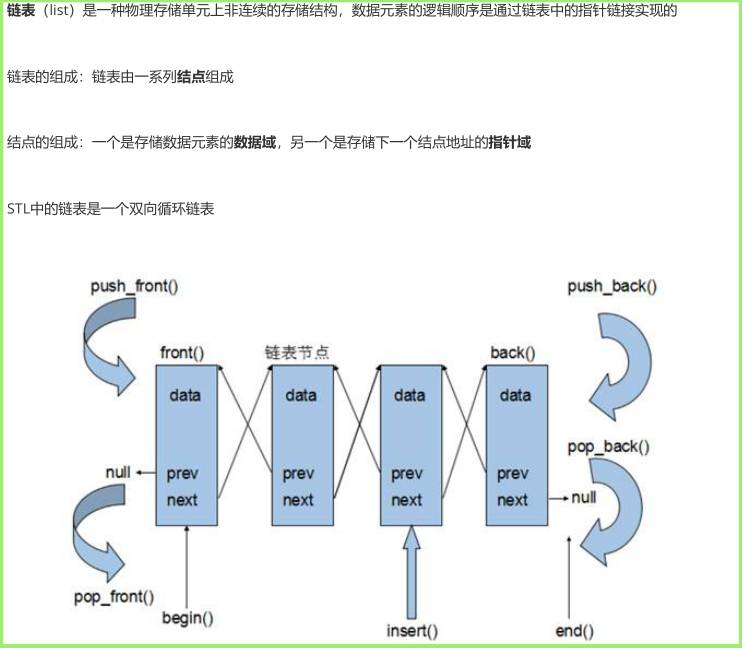 链表（list）是一种物理存储单元上非连续的存储结构，数据元素的逻辑顺序是通过链表中的指针链接实现的
链表的组成：链表由一系列结点组成
结点的组成：一个是存储数据元素的数据域，另一个是存储下一个结点地址的指针域
STL中的链表是一个双向循环链表
push_front() push_back()
front() 链表节点 back()
data data data data
pop_back()
null prev prev prev prev
next next next next null
pop_front()
begin()
insert() end()